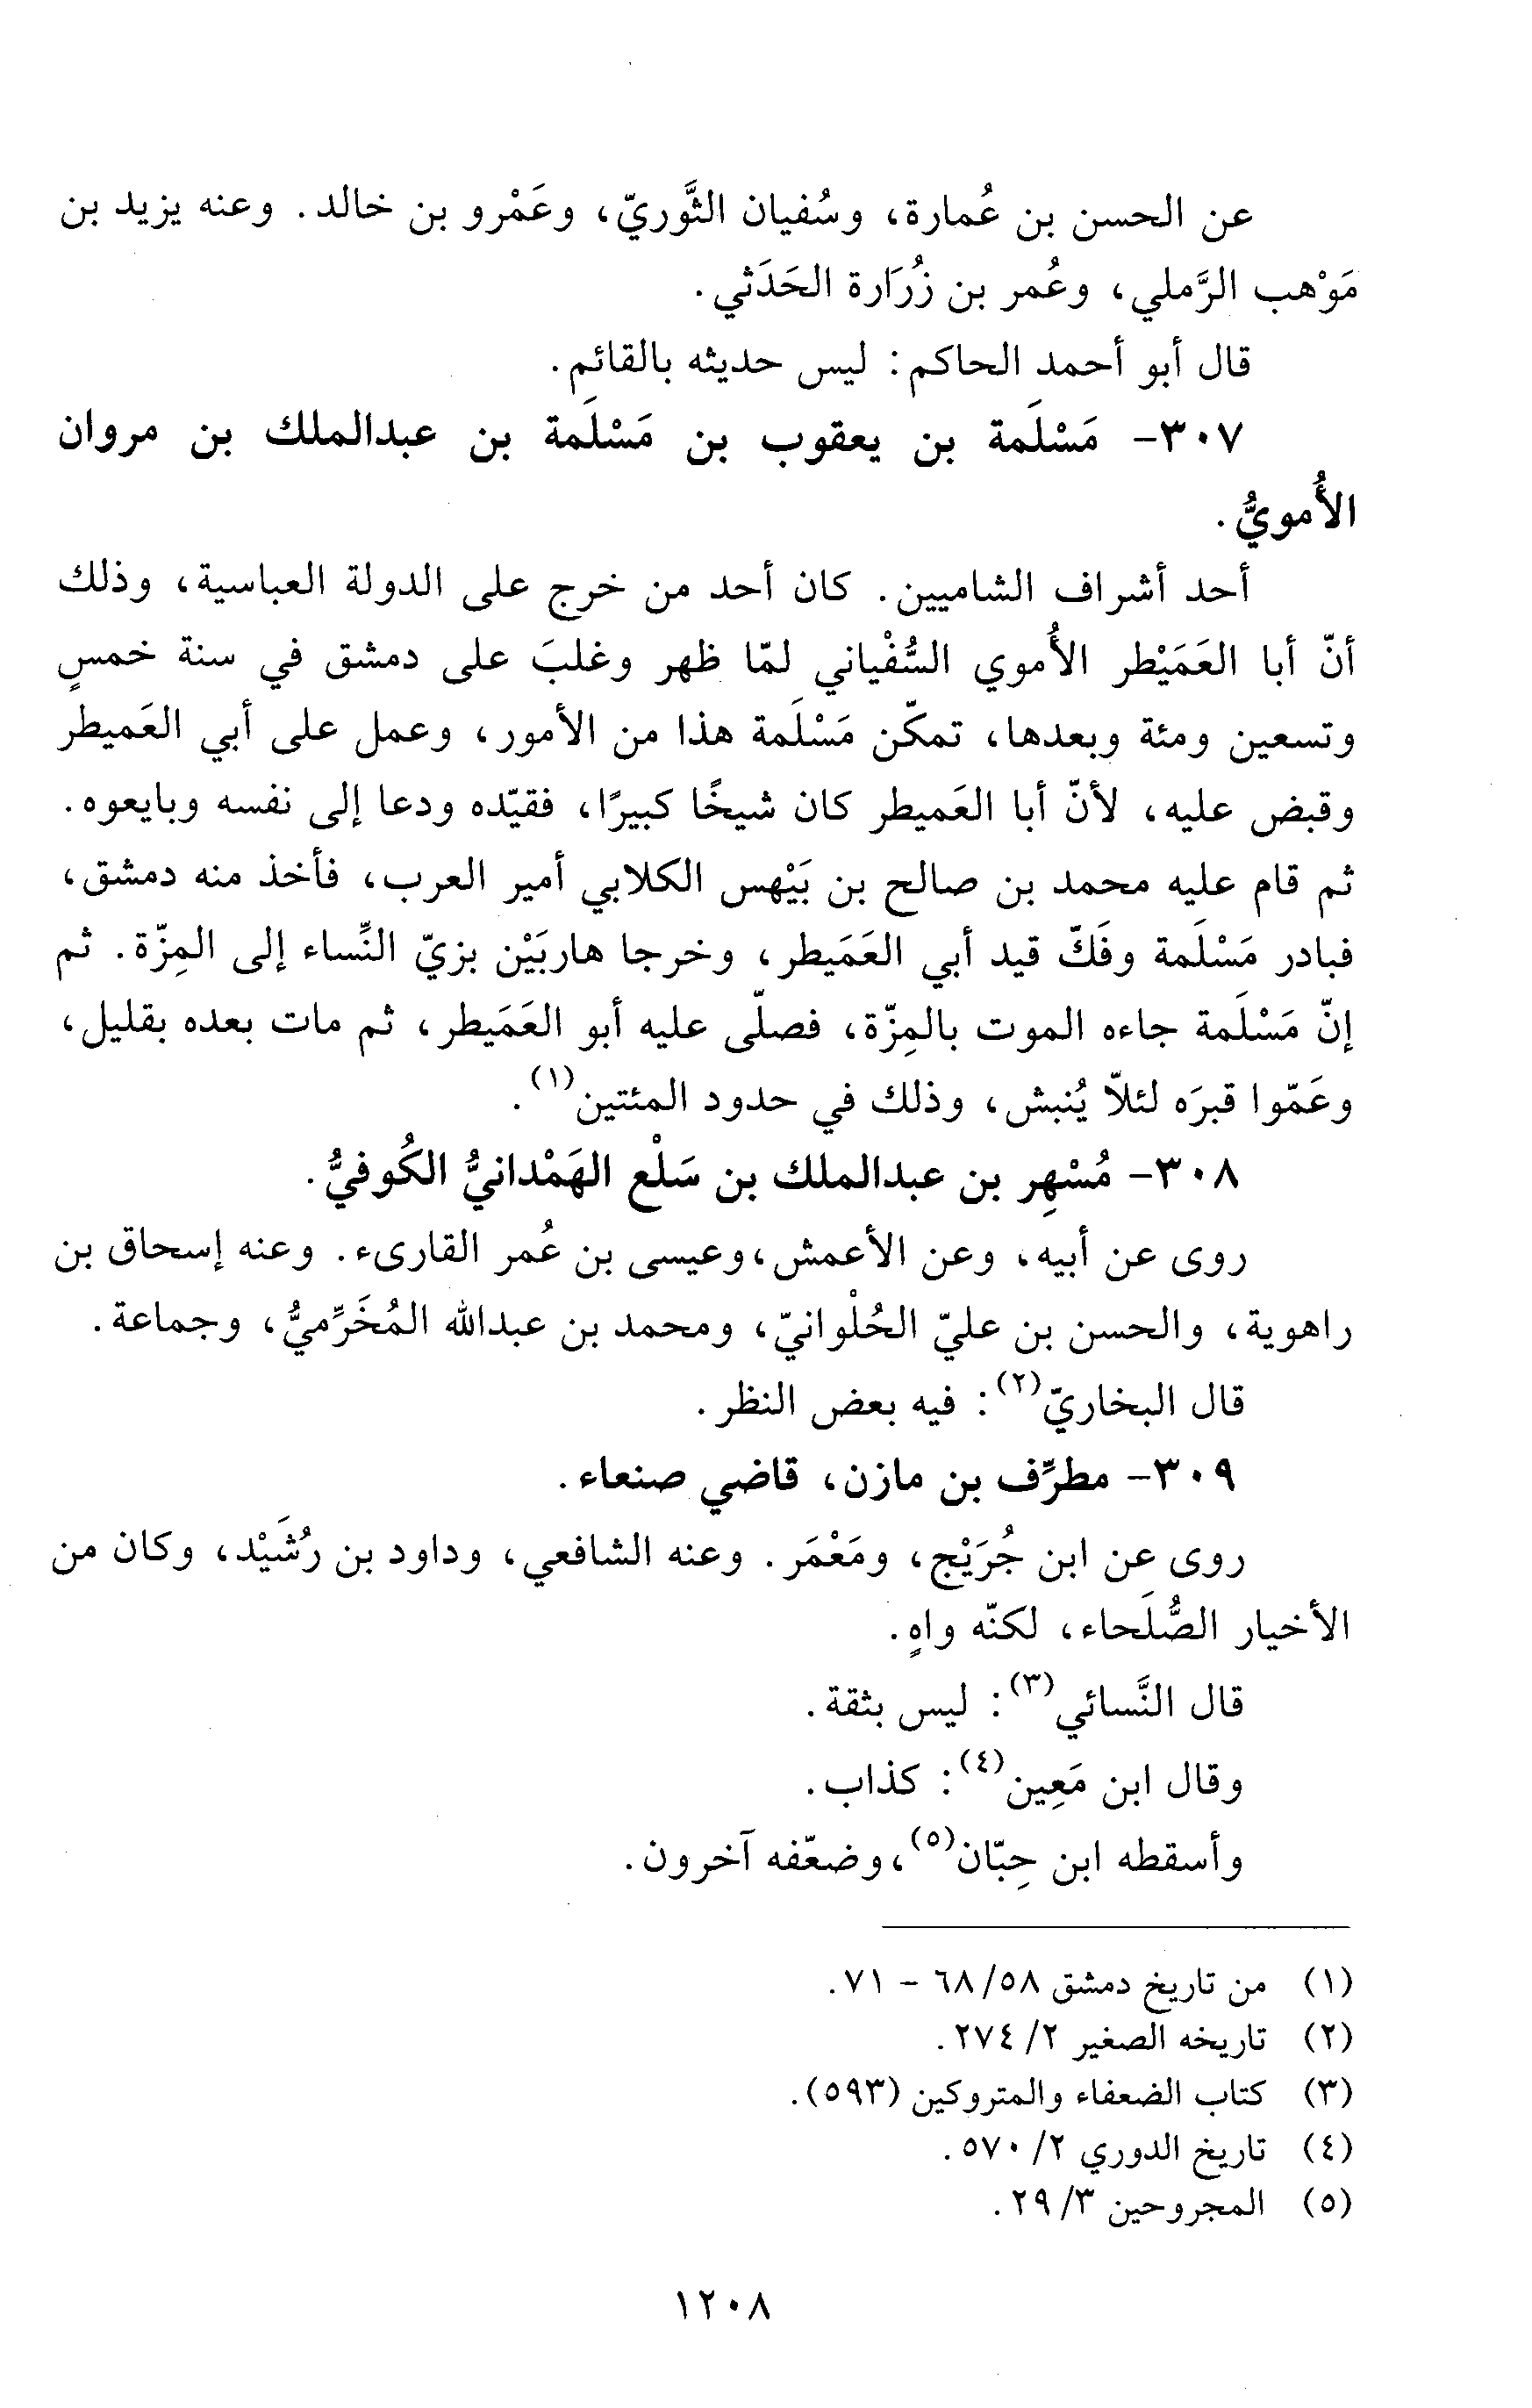 عن الحسن بن عُمارة، وسُفيان الثَّوريّ، وعَمْرو بن خالد. وعنه يزيد بن
مَوْهب الرَّملي، وعُمر بن زُرَارة الحَدَثي.
قال أبو أحمد الحاكم: ليس حديثه بالقائم.
٣٠٧- مَسْلَمة بن يعقوب بن مَسْلَمة بن عبدالملك بن مروان
الأُمويُّ.
أحد أشراف الشاميين. كان أحد من خرج على الدولة العباسية، وذلك
أنّ أبا العَمَيْطر الأُموي السُّفْياني لمّا ظهر وغلبَ على دمشق في سنة خمسٍ
وتسعين ومئة وبعدها، تمكّن مَسْلَمة هذا من الأمور، وعمل على أبي العَميطر
وقبض عليه، لأنّ أبا العَميطر كان شيخًا كبيرًا، فقيّده ودعا إلى نفسه وبايعوه.
ثم قام عليه محمد بن صالح بن بَيْهس الكلابي أمير العرب، فأخذ منه دمشق،
فبادر مَسْلَمة وفَكّ قيد أبي العَمَيطر، وخرجا هاربَيْن بزيّ النِّساء إلى المِزّة. ثم
إنّ مَسْلَمة جاءه الموت بالمِزّة، فصلّى عليه أبو العَمَيطر، ثم مات بعده بقليل،
وعَمّوا قبرَه لئلاّ يُنبش، وذلك في حدود المئتين(١).
٣٠٨- مُسْهِر بن عبدالملك بن سَلْع الهَمْدانيُّ الكُوفيُّ.
روى عن أبيه، وعن الأعمش،وعيسى بن عُمر القارىء. وعنه إسحاق بن
راهوية، والحسن بن عليّ الحُلْوانيّ، ومحمد بن عبدالله المُخَرِّميُّ، وجماعة.
قال البخاريّ(٢): فيه بعض النظر.
٣٠٩- مطرِّف بن مازن، قاضي صنعاء.
روى عن ابن جُرَيْج، ومَعْمَر. وعنه الشافعي، وداود بن رُشَيْد، وكان من
الأخيار الصُّلَحاء، لكنّه واهٍ.
قال النَّسائي(٣): ليس بثقة.
وقال ابن مَعِين(٤): كذاب.
وأسقطه ابن حِبّان(٥)،وضعّفه آخرون.
(١) من تاريخ دمشق ٥٨/ ٦٨ - ٧١.
(٢) تاريخه الصغير ٢/ ٢٧٤.
(٣) كتاب الضعفاء والمتروكين (٥٩٣).
(٤) تاريخ الدوري ٢/ ٥٧٠.
(٥) المجروحين ٣/ ٢٩.
١٢٠٨